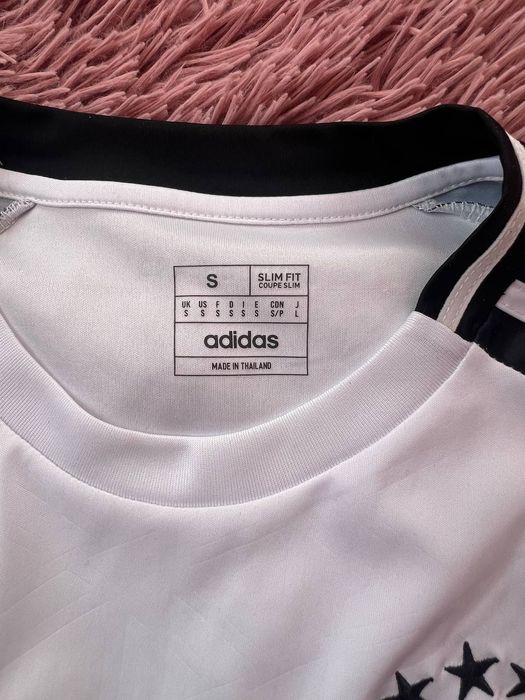 S SLIM FIT
COUPE SLIM
UK US F D I E CDN J
S S S S S S S/P L
adidas
MADE IN THAILAND